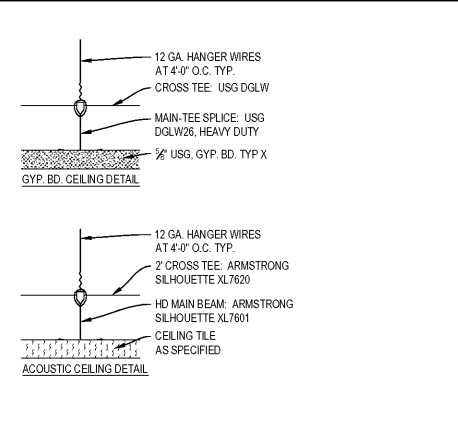 12 GA. HANGER WIRES
AT 4'-0" O.C. TYP.
CROSS TEE: USG DGLW
MAIN-TEE SPLICE: USG
DGLW26, HEAVY DUTY
5/8" USG, GYP. BD. TYP X
GYP. BD. CEILING DETAIL
12 GA. HANGER WIRES
AT 4'-0" O.C. TYP.
2' CROSS TEE: ARMSTRONG
SILHOUETTE XL7620
HD MAIN BEAM: ARMSTRONG
SILHOUETTE XL7601
CEILING TILE
AS SPECIFIED
ACOUSTIC CEILING DETAIL